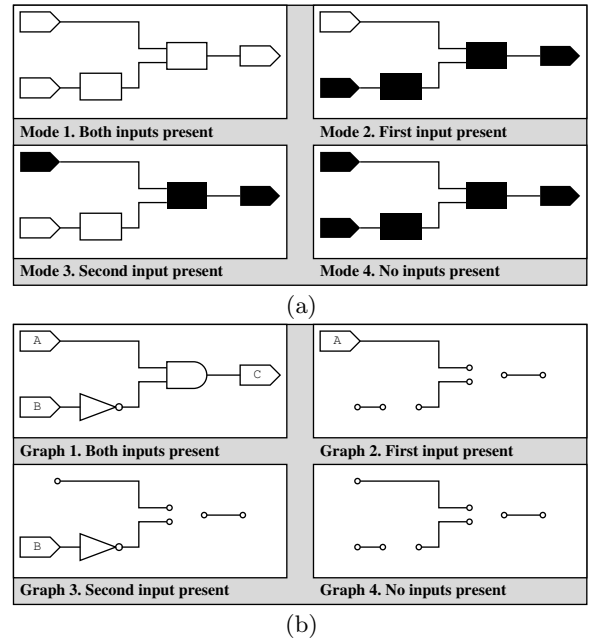 Mode 1. Both inputs present
Mode 2. First input present
Mode 3. Second input present
Mode 4. No inputs present
(a)
A
B
C
Graph 1. Both inputs present
A
Graph 2. First input present
B
Graph 3. Second input present
Graph 4. No inputs present
(b)